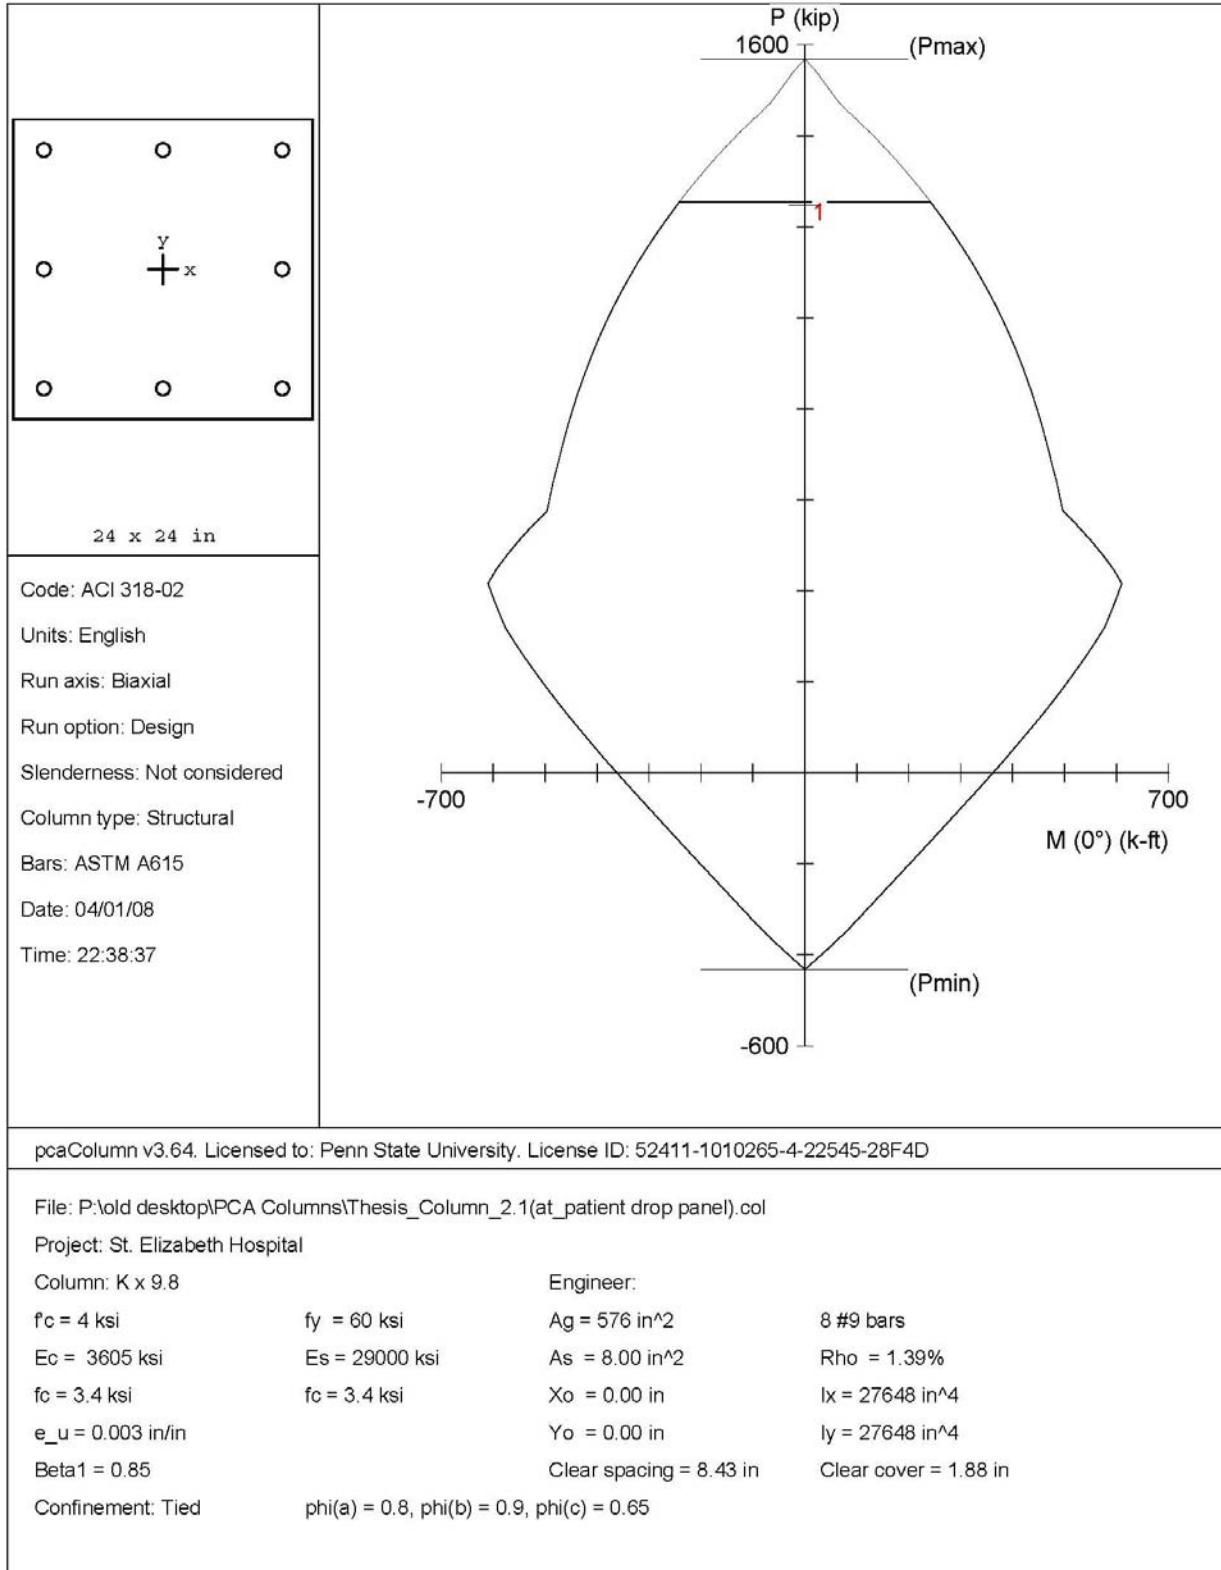 P (kip)
1600
(Pmax)
1
y
x
24 x 24 in
-700
700
M (0°) (k-ft)
(Pmin)
-600
Code: ACI 318-02
Units: English
Run axis: Biaxial
Run option: Design
Slenderness: Not considered
Column type: Structural
Bars: ASTM A615
Date: 04/01/08
Time: 22:38:37
pcaColumn v3.64. Licensed to: Penn State University. License ID: 52411-1010265-4-22545-28F4D
File: P:\old desktop\PCA Columns\Thesis_Column_2.1(at_patient drop panel).col
Project: St. Elizabeth Hospital
Column: K x 9.8 Engineer:
f'c = 4 ksi fy = 60 ksi Ag = 576 in^2 8 #9 bars
Ec = 3605 ksi Es = 29000 ksi As = 8.00 in^2 Rho = 1.39%
fc = 3.4 ksi fc = 3.4 ksi Xo = 0.00 in Ix = 27648 in^4
e_u = 0.003 in/in Yo = 0.00 in Iy = 27648 in^4
Beta1 = 0.85 Clear spacing = 8.43 in Clear cover = 1.88 in
Confinement: Tied phi(a) = 0.8, phi(b) = 0.9, phi(c) = 0.65